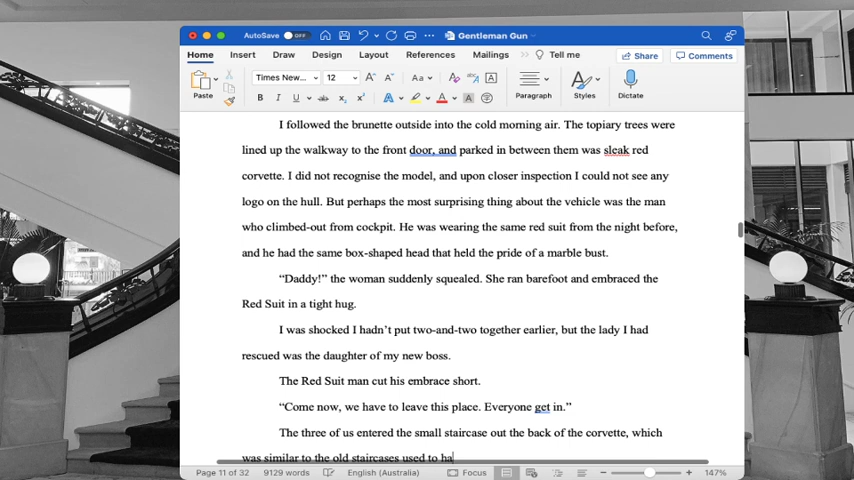 AutoSave OFF Gentleman Gun
Home Insert Draw Design Layout References Mailings Tell me Share Comments
Paste Times New... 12 Aa Paragraph Styles Dictate
I followed the brunette outside into the cold morning air. The topiary trees were
lined up the walkway to the front door, and parked in between them was sleak red
corvette. I did not recognise the model, and upon closer inspection I could not see any
logo on the hull. But perhaps the most surprising thing about the vehicle was the man
who climbed-out from cockpit. He was wearing the same red suit from the night before,
and he had the same box-shaped head that held the pride of a marble bust.
“Daddy!” the woman suddenly squealed. She ran barefoot and embraced the
Red Suit in a tight hug.
I was shocked I hadn’t put two-and-two together earlier, but the lady I had
rescued was the daughter of my new boss.
The Red Suit man cut his embrace short.
“Come now, we have to leave this place. Everyone get in.”
The three of us entered the small staircase out the back of the corvette, which
was similar to the old staircases used to ha
Page 11 of 32 9129 words English (Australia) Focus 147%